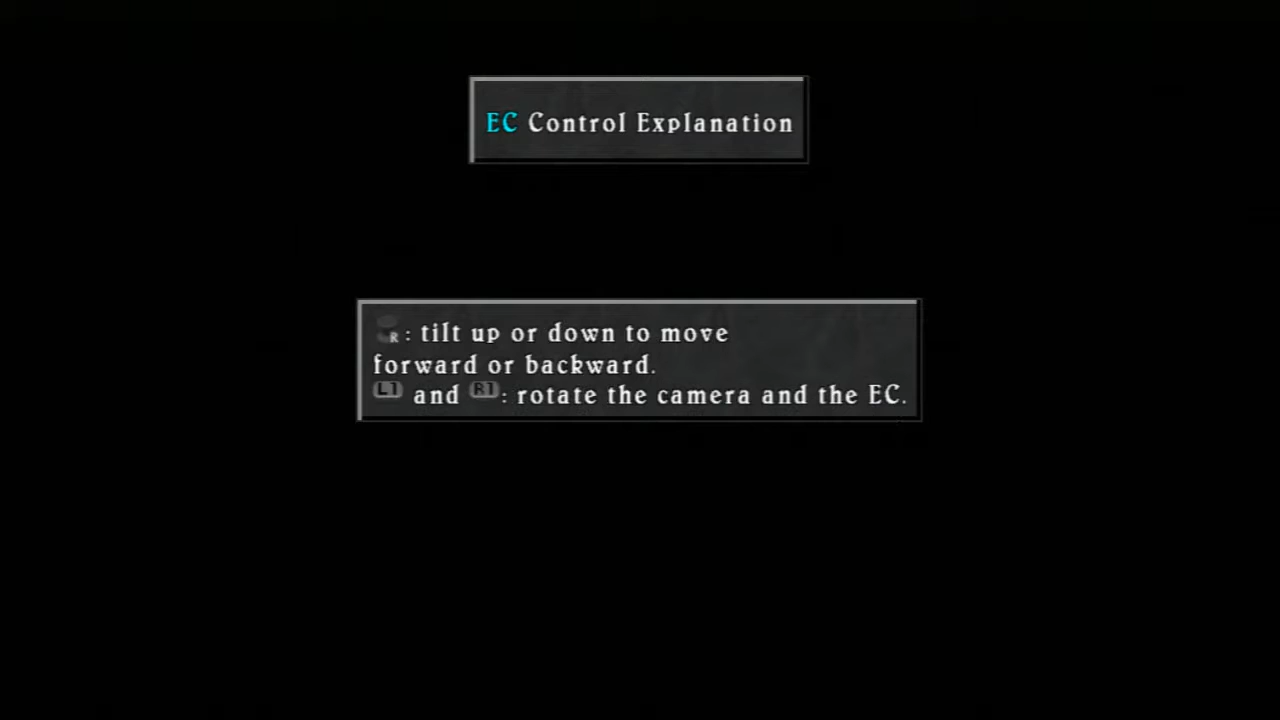 EC Control Explanation
R : tilt up or down to move
forward or backward.
L1 and R1 : rotate the camera and the EC.